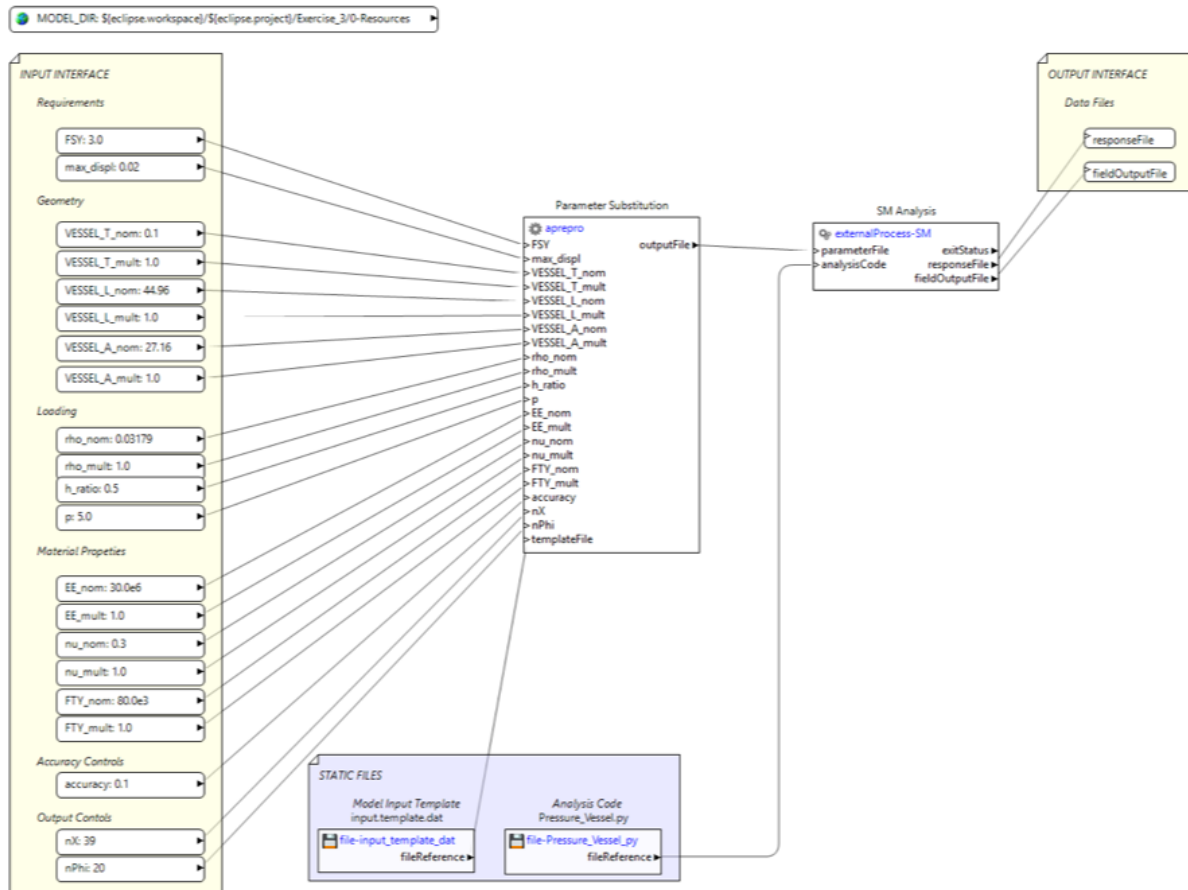 MODEL_DIR: ${eclipse.workspace}/${eclipse.project}/Exercise_3/0-Resources
INPUT INTERFACE
Requirements
FSY: 3.0
max_displ: 0.02
Geometry
VESSEL_T_nom: 0.1
VESSEL_T_mult: 1.0
VESSEL_L_nom: 44.96
VESSEL_L_mult: 1.0
VESSEL_A_nom: 27.16
VESSEL_A_mult: 1.0
Loading
rho_nom: 0.03179
rho_mult: 1.0
h_ratio: 0.5
p: 5.0
Material Propeties
EE_nom: 30.0e6
EE_mult: 1.0
nu_nom: 0.3
nu_mult: 1.0
FTY_nom: 80.0e3
FTY_mult: 1.0
Accuracy Controls
accuracy: 0.1
Output Contols
nX: 39
nPhi: 20
Parameter Substitution
aprepro
FSY outputFile
max_displ
VESSEL_T_nom
VESSEL_T_mult
VESSEL_L_nom
VESSEL_L_mult
VESSEL_A_nom
VESSEL_A_mult
rho_nom
rho_mult
h_ratio
p
EE_nom
EE_mult
nu_nom
nu_mult
FTY_nom
FTY_mult
accuracy
nX
nPhi
templateFile
STATIC FILES
Model Input Template
input.template.dat
file-input_template_dat
fileReference
Analysis Code
Pressure_Vessel.py
file-Pressure_Vessel_py
fileReference
SM Analysis
externalProcess-SM
parameterFile exitStatus
analysisCode responseFile
fieldOutputFile
OUTPUT INTERFACE
Data Files
responseFile
fieldOutputFile